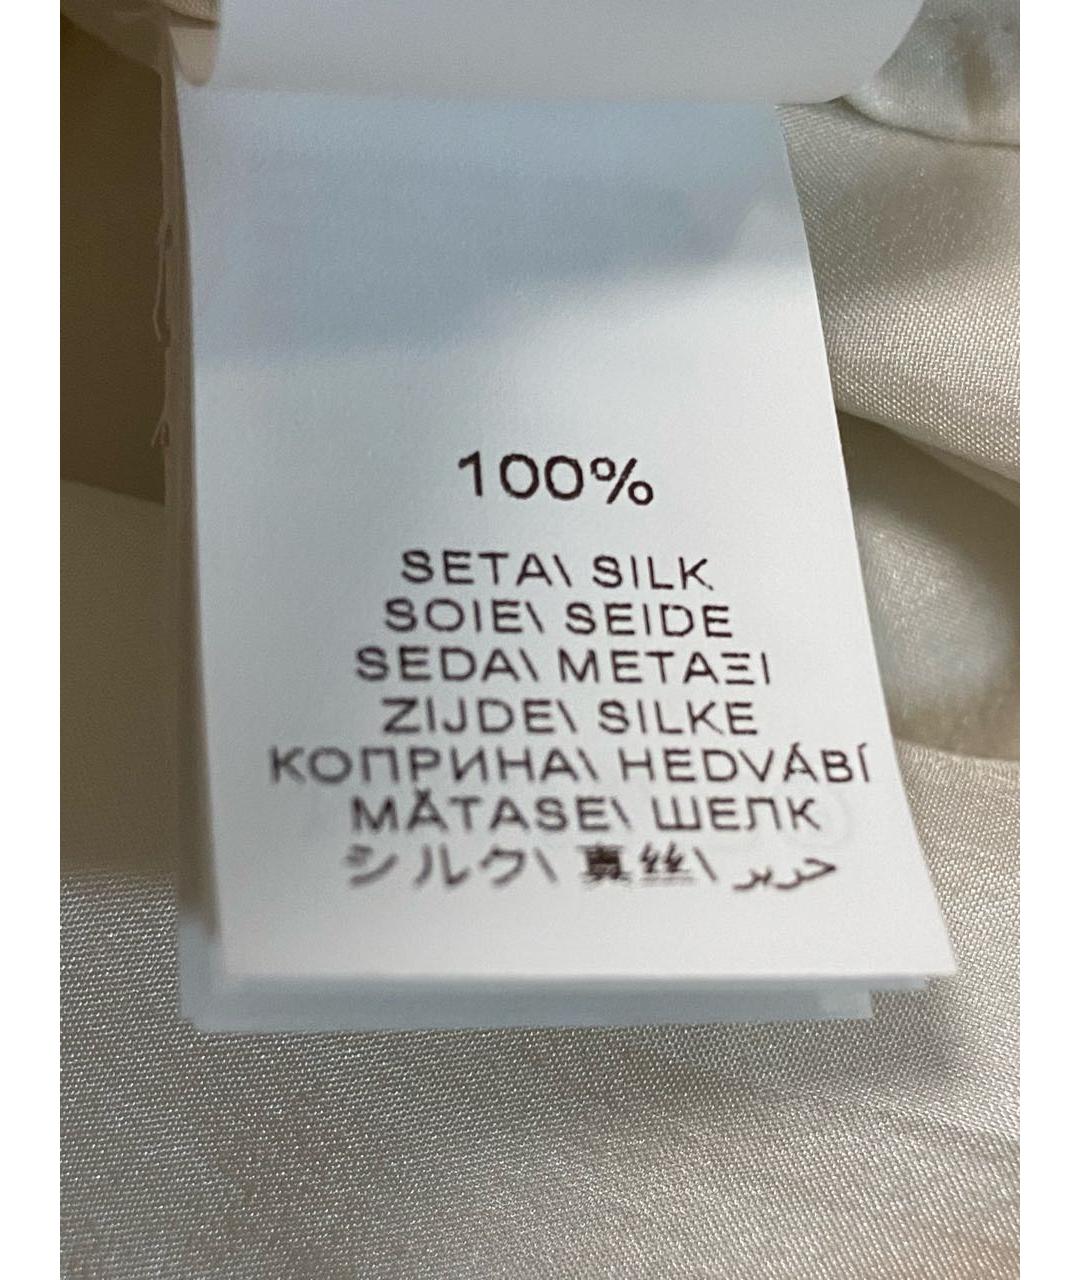 100%
SETA\ SILK
SOIE\ SEIDE
SEDA\ ΜΕΤΑΞΙ
ZIJDE\ SILKE
КОПРИНА\ HEDVÁBÍ
MĂTASE\ ШЕЛК
シルク\ 真丝\ حرير